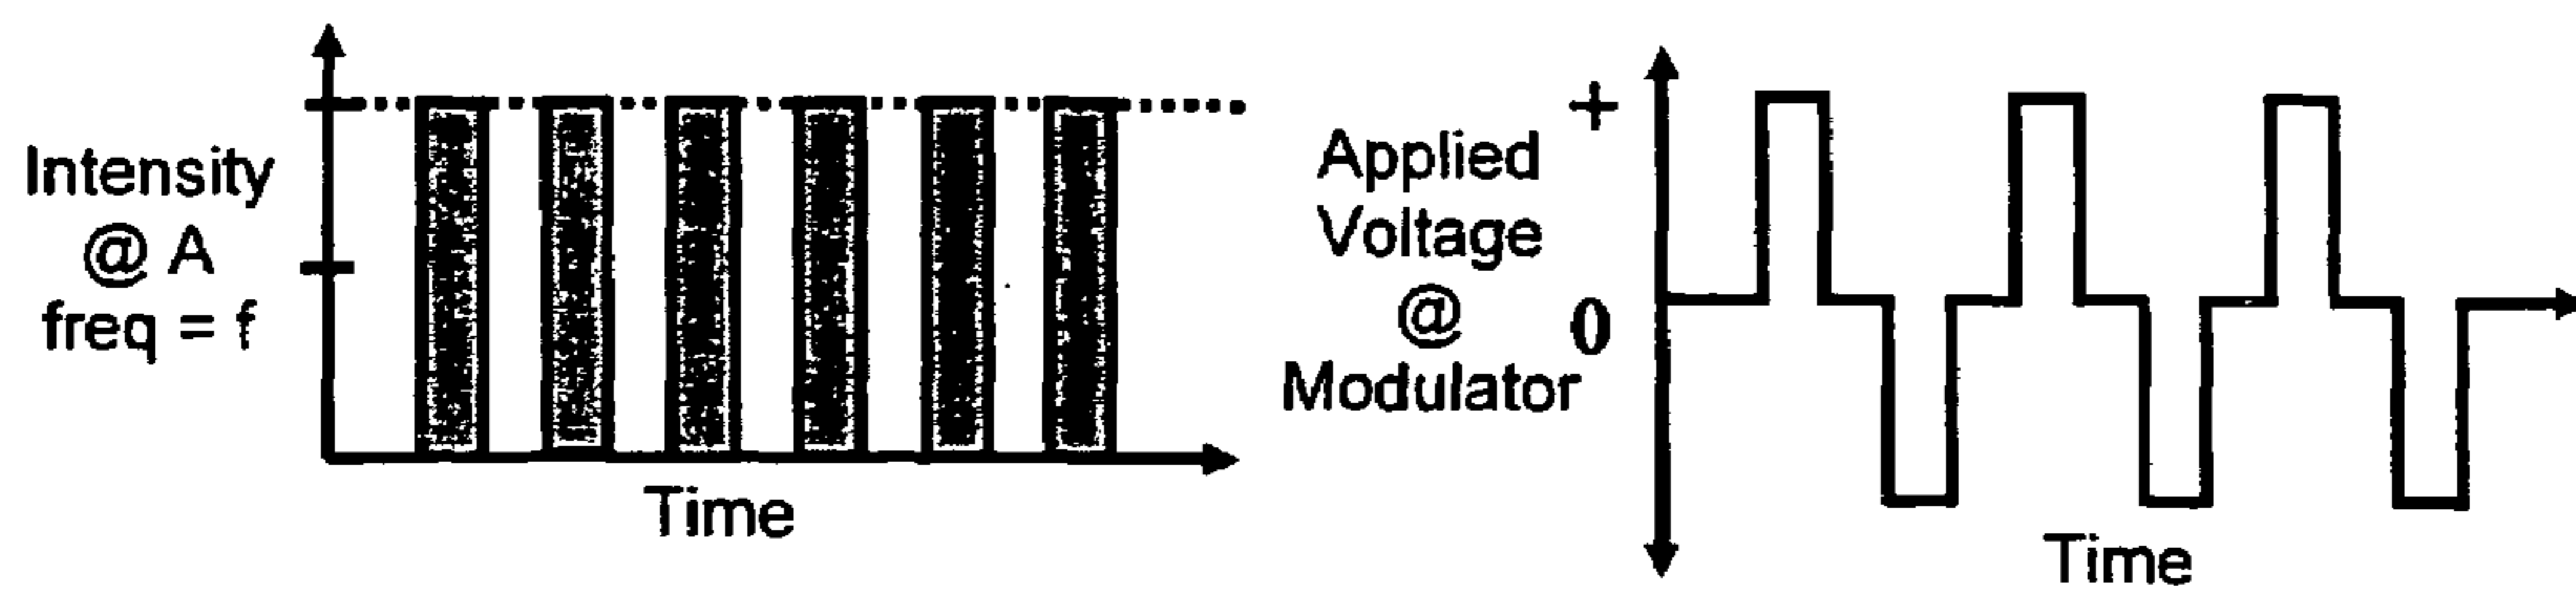 Intensity
@ A
freq = f
Time
+
Applied
Voltage
@
Modulator
0
Time